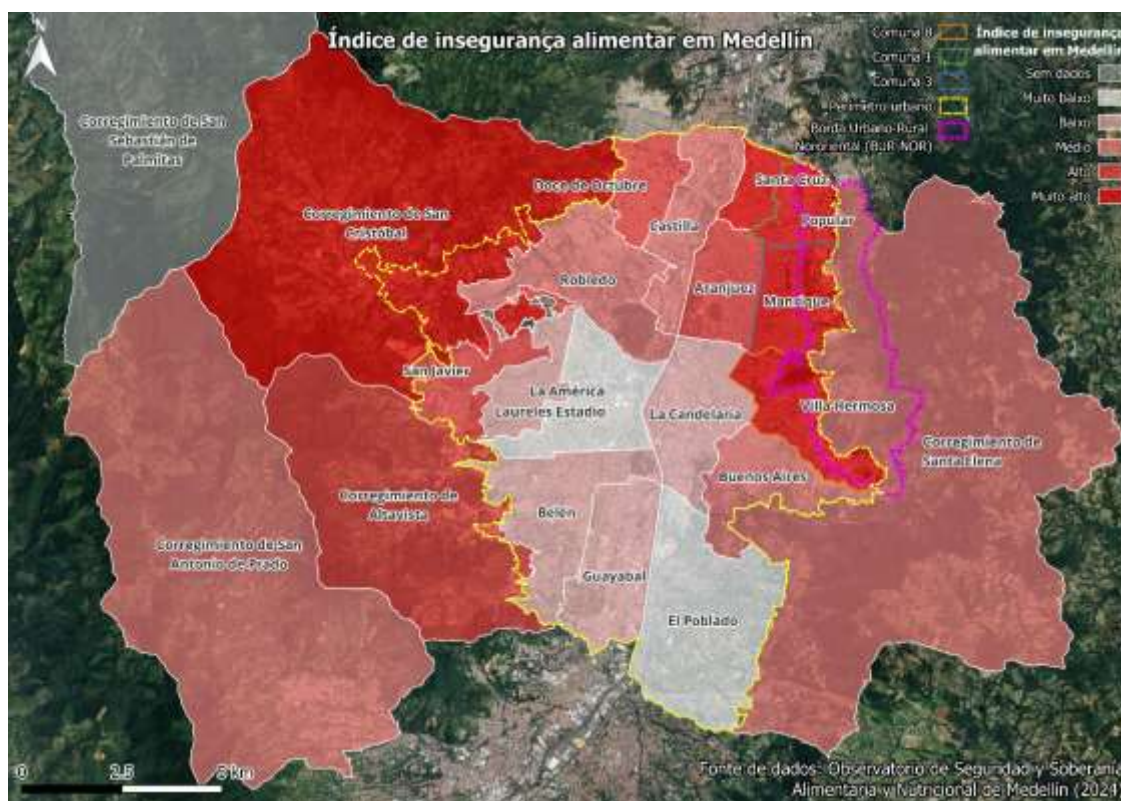 N
Índice de insegurança alimentar em Medellín
Comuna 8
Comuna 1
Comuna 3
Perímetro urbano
Borda Urbano-Rural
Nororiental (BUR-NOR)
Índice de insegurança
alimentar em Medellín
Sem dados
Muito baixo
Baixo
Médio
Alto
Muito alto
Corregimiento de San
Sebastián de
Palmitas
Corregimiento de San
Cristóbal
Doce de Octubre
Santa Cruz
Popular
Castilla
Robledo
Aranjuez
Manrique
San Javier
La América
Laureles Estadio
La Candelaria
Villa Hermosa
Corregimiento de
Santa Elena
Buenos Aires
Corregimiento de
Altavista
Belén
Corregimiento de San
Antonio de Prado
Guayabal
El Poblado
0 2.5 5 km
Fonte de dados: Observatorio de Seguridad y Soberanía
Alimentaria y Nutricional de Medellín (2024)